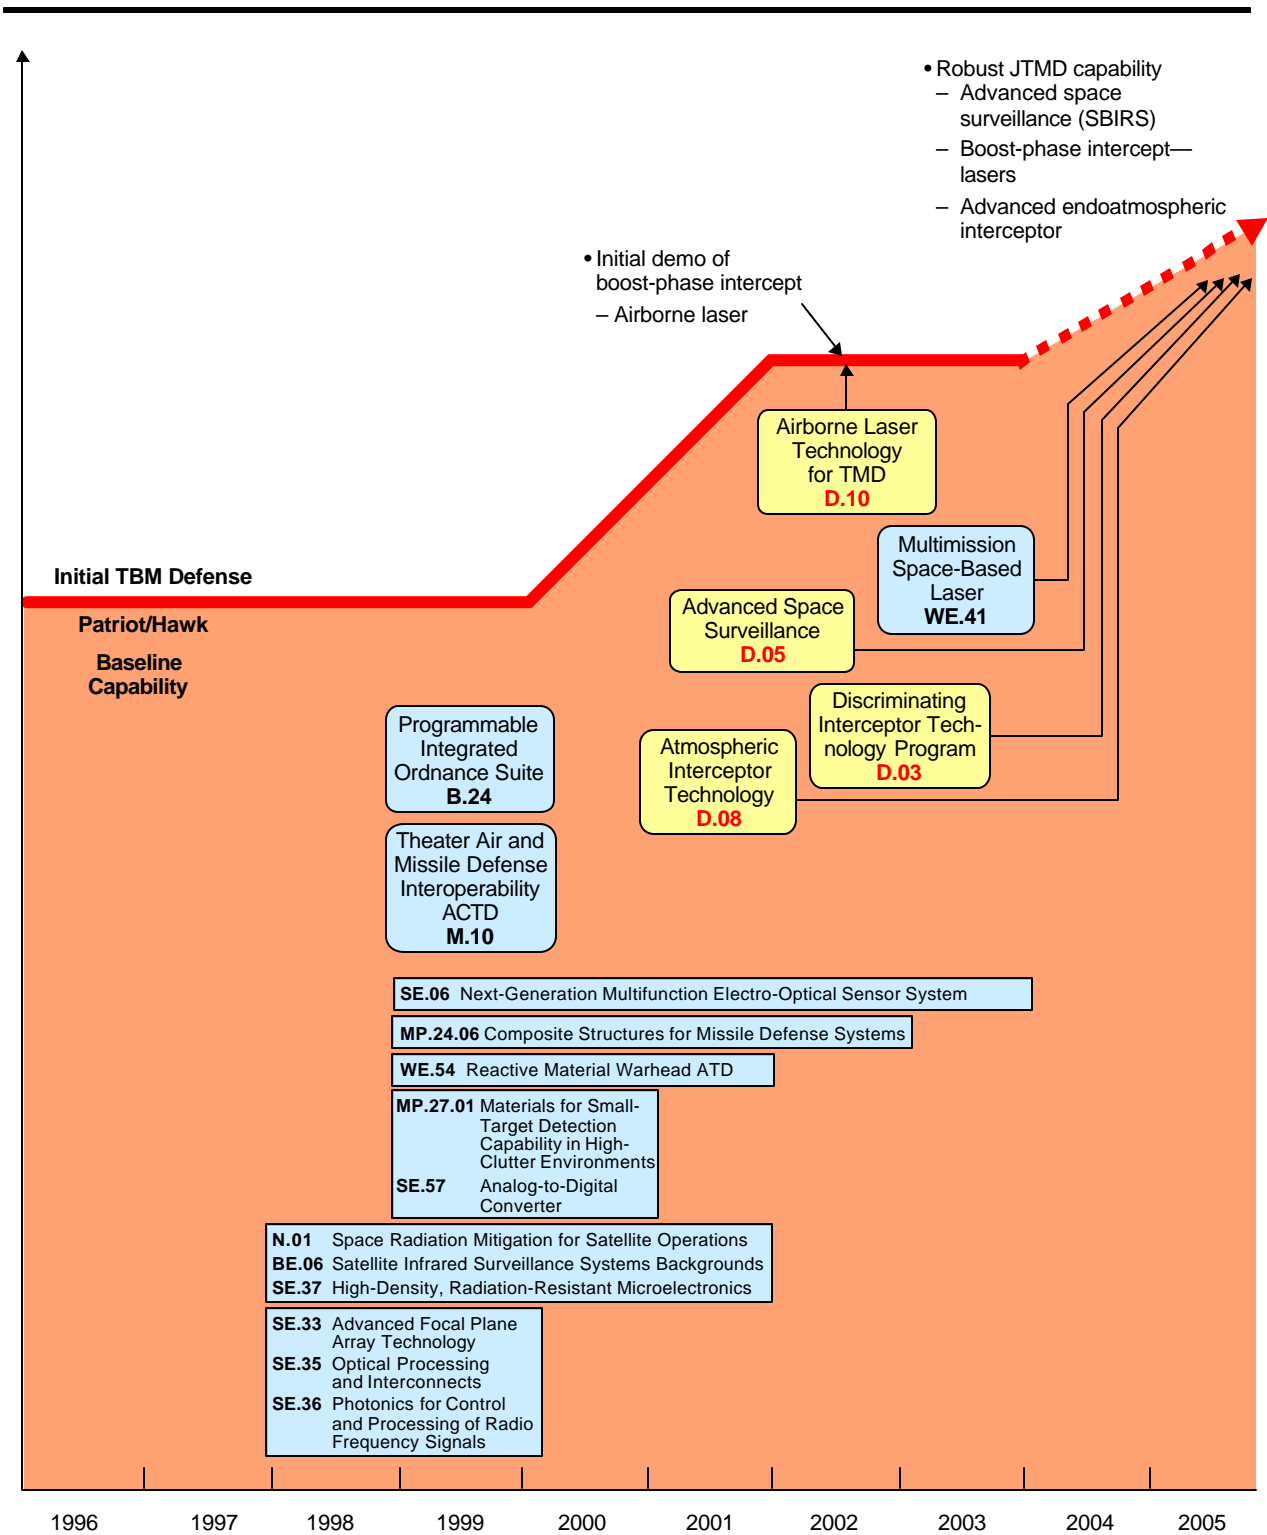 • Robust JTMD capability
– Advanced space
surveillance (SBIRS)
– Boost-phase intercept—
lasers
– Advanced endoatmospheric
interceptor
• Initial demo of
boost-phase intercept
– Airborne laser
Airborne Laser
Technology
for TMD
D.10
Multimission
Space-Based
Laser
WE.41
Initial TBM Defense
Patriot/Hawk
Baseline
Capability
Advanced Space
Surveillance
D.05
Discriminating
Interceptor Tech-
nology Program
D.03
Programmable
Integrated
Ordnance Suite
B.24
Atmospheric
Interceptor
Technology
D.08
Theater Air and
Missile Defense
Interoperability
ACTD
M.10
SE.06 Next-Generation Multifunction Electro-Optical Sensor System
MP.24.06 Composite Structures for Missile Defense Systems
WE.54 Reactive Material Warhead ATD
MP.27.01 Materials for Small-
Target Detection
Capability in High-
Clutter Environments
SE.57 Analog-to-Digital
Converter
N.01 Space Radiation Mitigation for Satellite Operations
BE.06 Satellite Infrared Surveillance Systems Backgrounds
SE.37 High-Density, Radiation-Resistant Microelectronics
SE.33 Advanced Focal Plane
Array Technology
SE.35 Optical Processing
and Interconnects
SE.36 Photonics for Control
and Processing of Radio
Frequency Signals
1996 1997 1998 1999 2000 2001 2002 2003 2004 2005